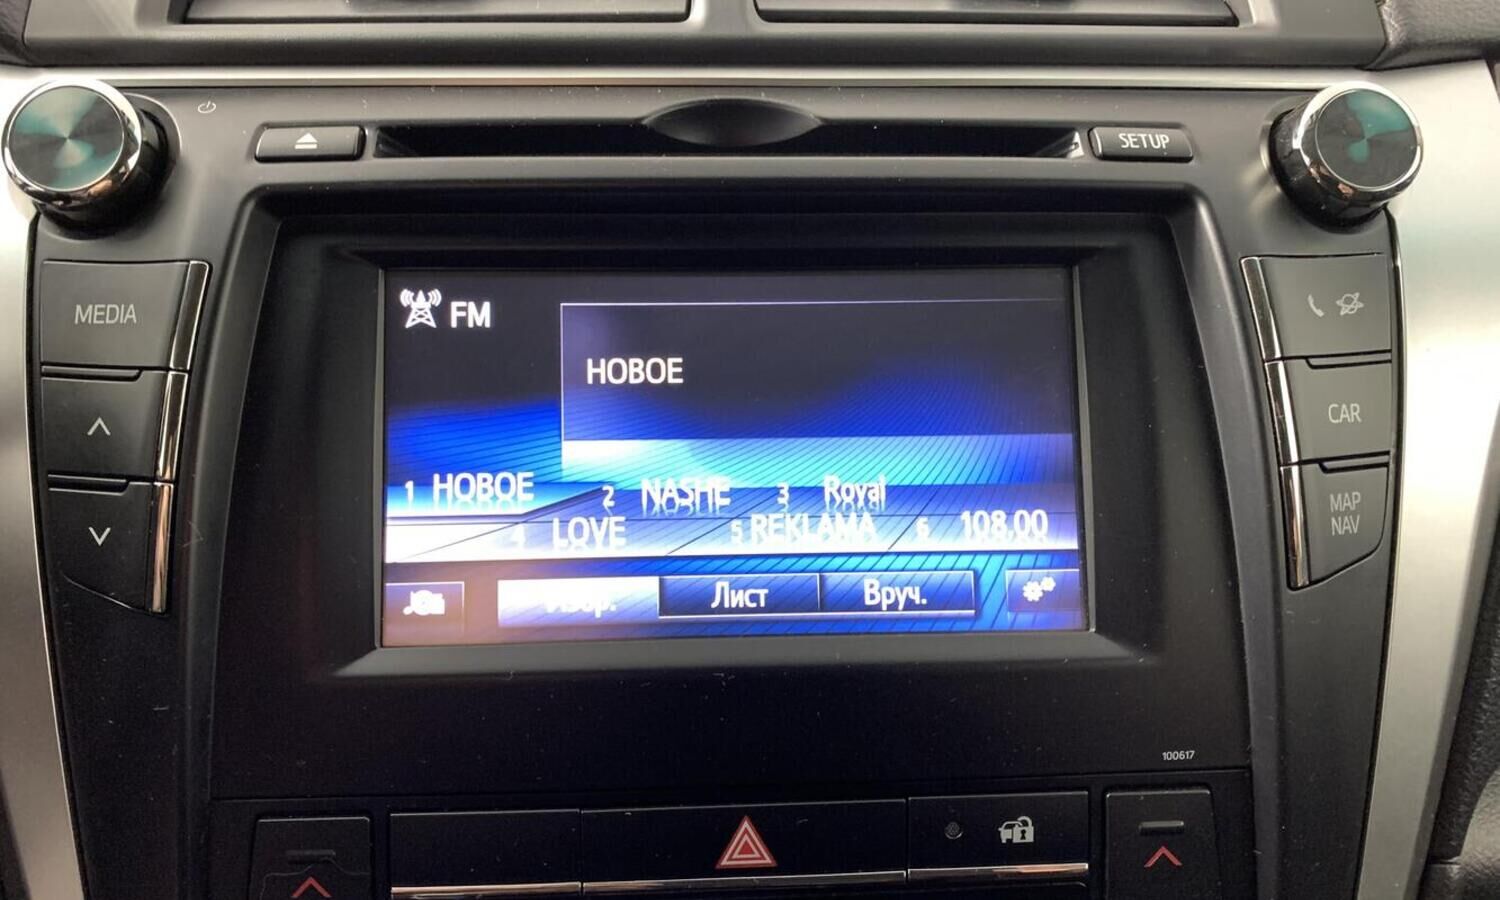 SETUP
MEDIA
FM
НОВОЕ
1 НОВОЕ 2 NASHE 3 Royal
4 LOVE 5 REKLAMA 6 108.00
Избр. Лист Вруч.
CAR
MAP
NAV
100617